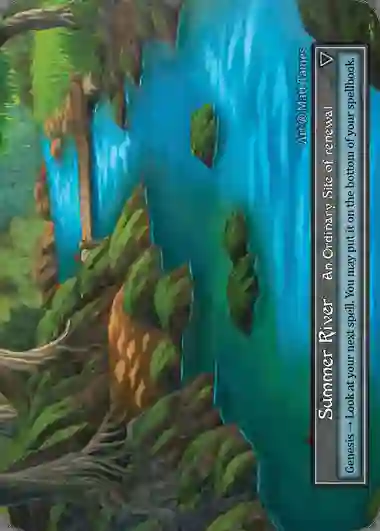 Art © Matt Tames
Summer River An Ordinary Site of renewal
Genesis → Look at your next spell. You may put it on the bottom of your spellbook.